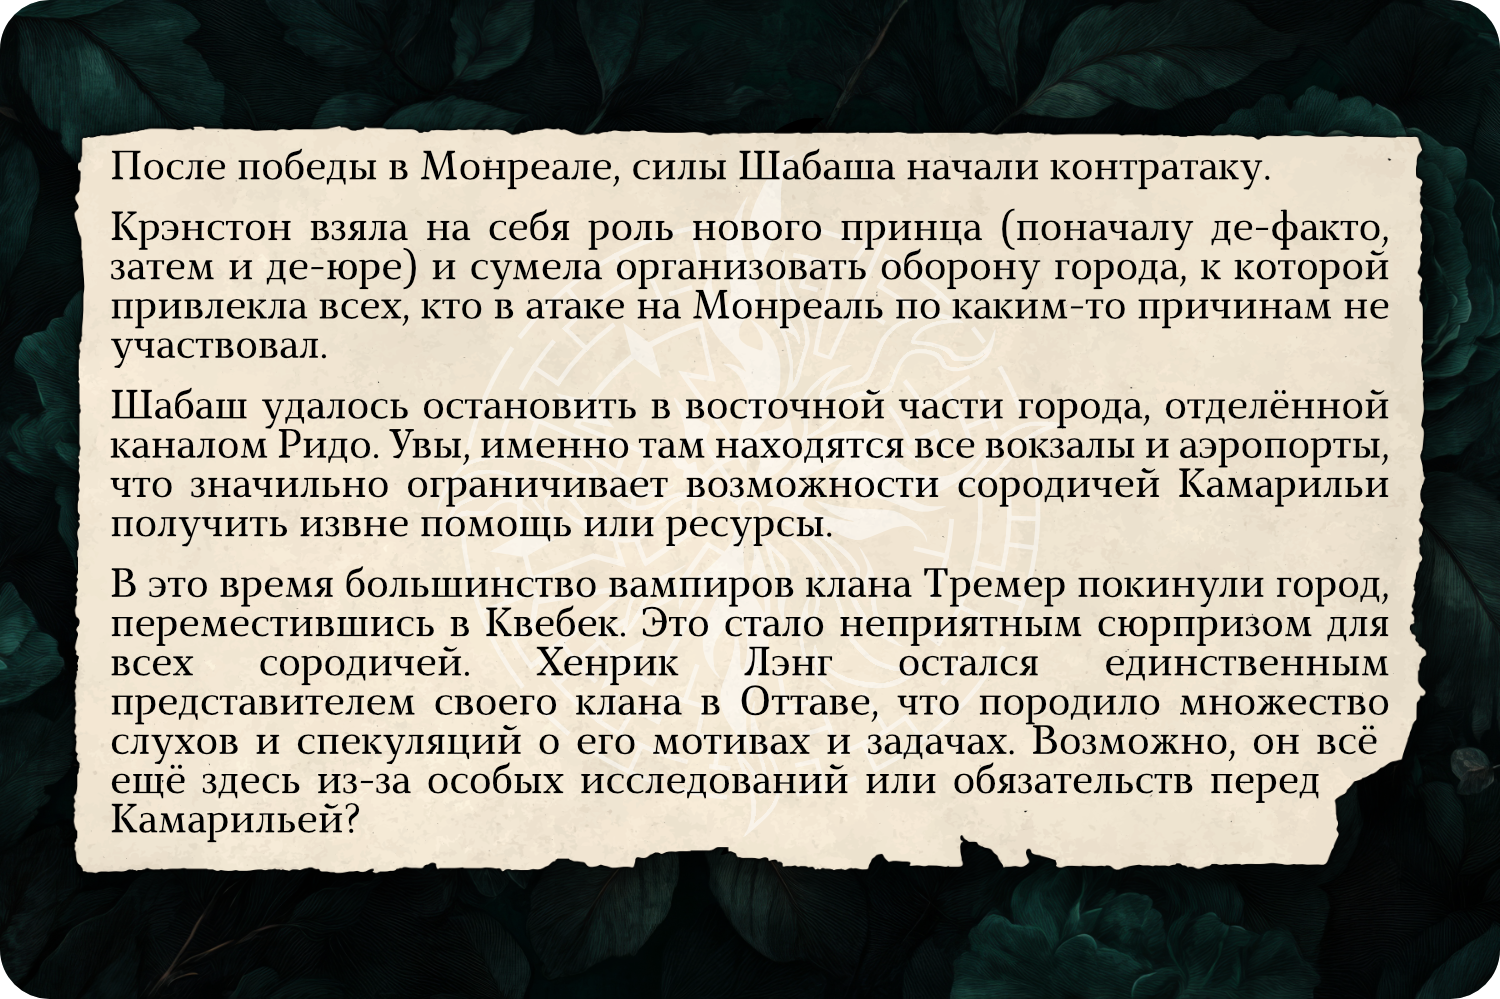 После победы в Монреале, силы Шабаша начали контратаку.
Крэнстон взяла на себя роль нового принца (поначалу де-факто,
затем и де-юре) и сумела организовать оборону города, к которой
привлекла всех, кто в атаке на Монреаль по каким-то причинам не
участвовал.
Шабаш удалось остановить в восточной части города, отделённой
каналом Ридо. Увы, именно там находятся все вокзалы и аэропорты,
что значильно ограничивает возможности сородичей Камарильи
получить извне помощь или ресурсы.
В это время большинство вампиров клана Тремер покинули город,
переместившись в Квебек. Это стало неприятным сюрпризом для
всех сородичей. Хенрик Лэнг остался единственным
представителем своего клана в Оттаве, что породило множество
слухов и спекуляций о его мотивах и задачах. Возможно, он всё
ещё здесь из-за особых исследований или обязательств перед
Камарильей?